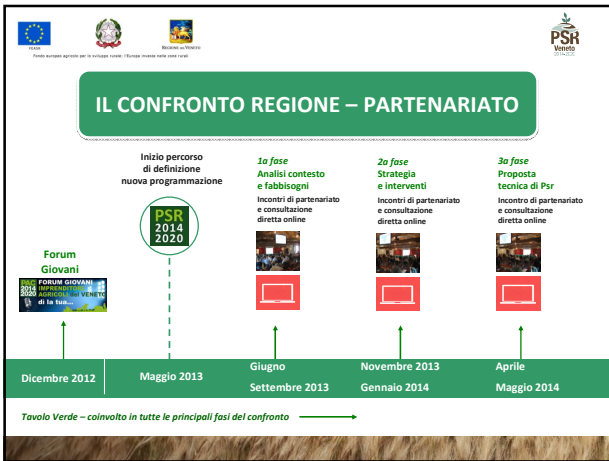 FEASR
REGIONE DEL VENETO
Fondo europeo agricolo per lo sviluppo rurale: l'Europa investe nelle zone rurali
PSR
Veneto
2014-2020
IL CONFRONTO REGIONE – PARTENARIATO
Inizio percorso
di definizione
nuova programmazione
PSR
2014
2020
1a fase
Analisi contesto
e fabbisogni
Incontri di partenariato
e consultazione
diretta online
2a fase
Strategia
e interventi
Incontri di partenariato
e consultazione
diretta online
3a fase
Proposta
tecnica di Psr
Incontro di partenariato
e consultazione
diretta online
Forum
Giovani
PAC
2014
2020
FORUM GIOVANI
IMPRENDITORI
AGRICOLI del VENETO
di la tua...
Dicembre 2012
Maggio 2013
Giugno
Settembre 2013
Novembre 2013
Gennaio 2014
Aprile
Maggio 2014
Tavolo Verde – coinvolto in tutte le principali fasi del confronto